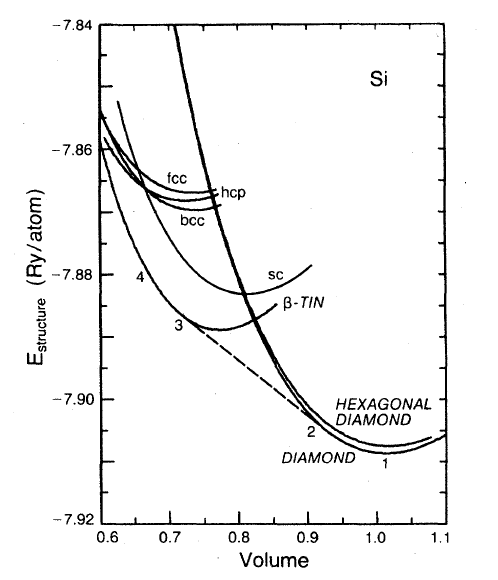 −7.84
−7.86
−7.88
−7.90
−7.92
E structure (Ry/atom)
Si
fcc
hcp
bcc
sc
β-TIN
4
3
HEXAGONAL
DIAMOND
2
DIAMOND
1
0.6 0.7 0.8 0.9 1.0 1.1
Volume